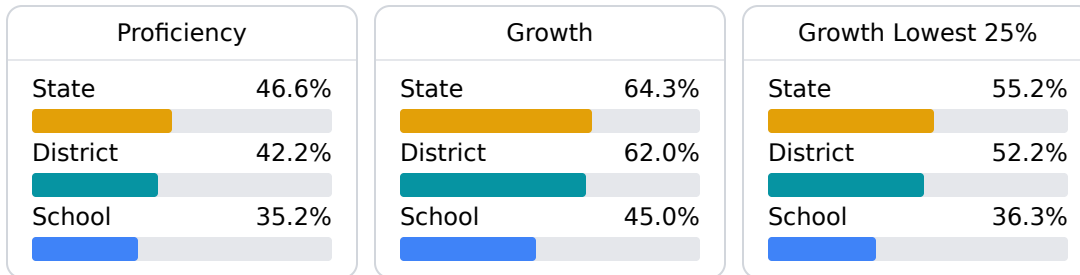 Proficiency
State 46.6%
District 42.2%
School 35.2%
Growth
State 64.3%
District 62.0%
School 45.0%
Growth Lowest 25%
State 55.2%
District 52.2%
School 36.3%